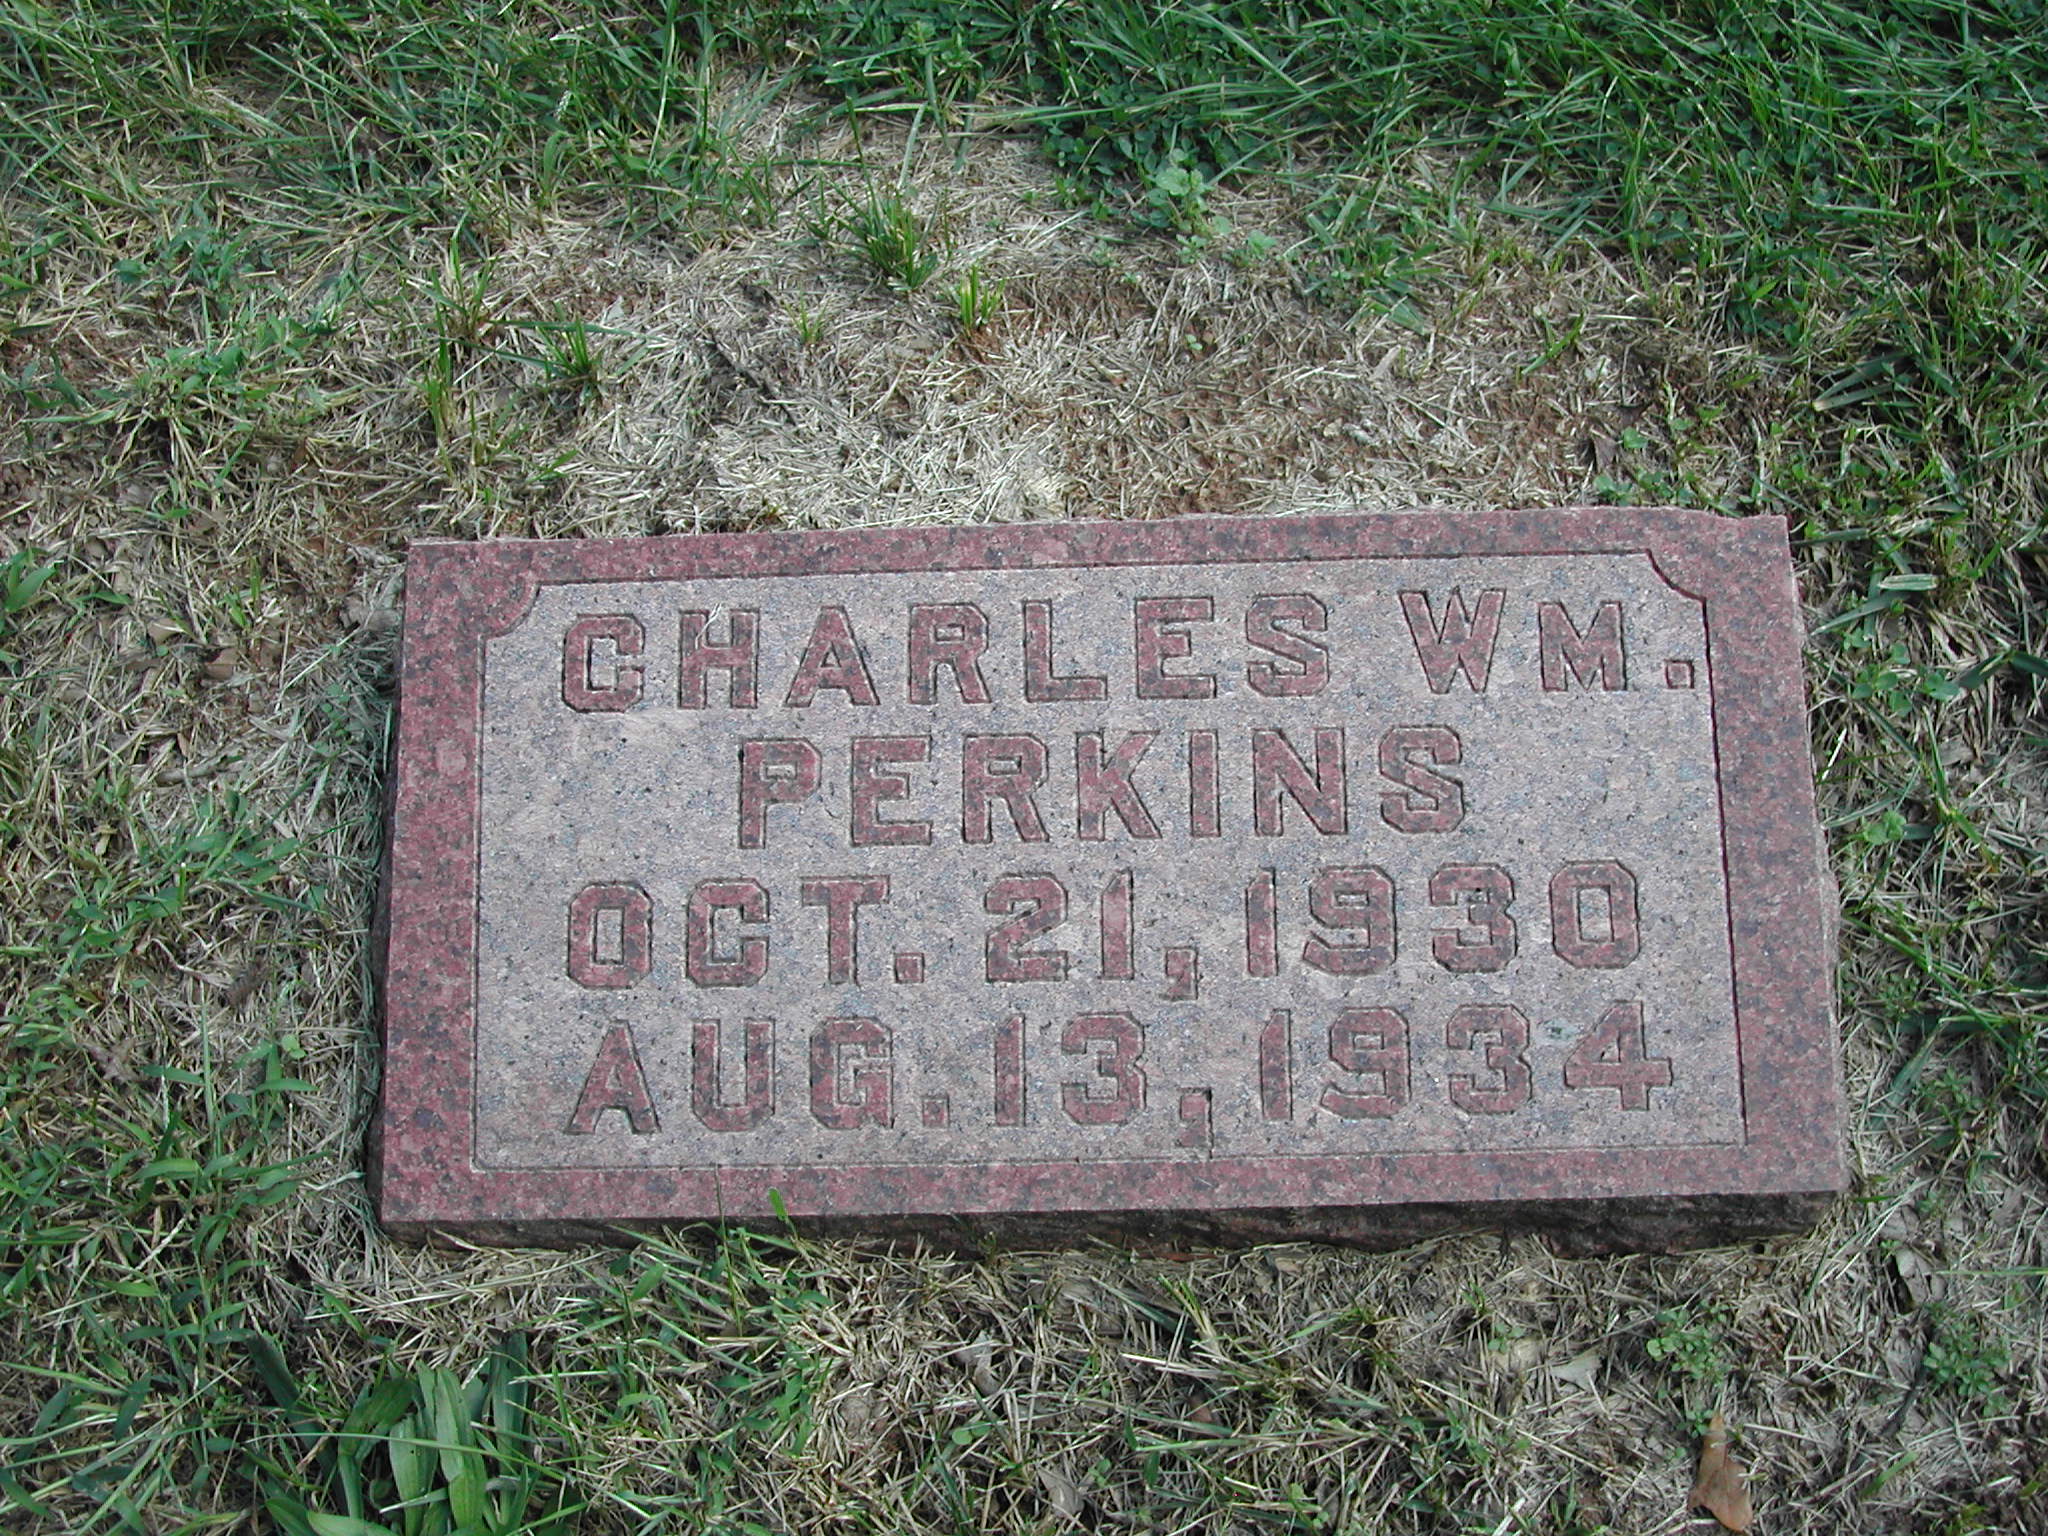 CHARLES WM.
PERKINS
OCT. 21, 1930
AUG. 13, 1934